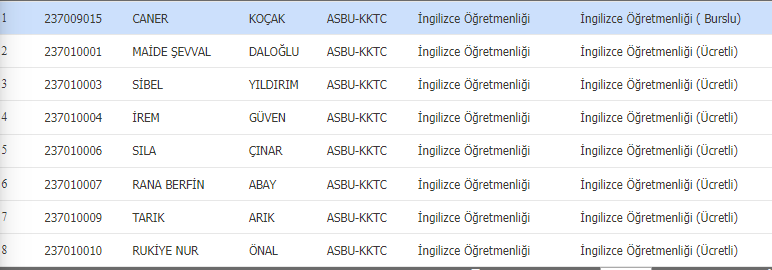 1 237009015 CANER KOÇAK ASBU-KKTC İngilizce Öğretmenliği İngilizce Öğretmenliği ( Burslu)
2 237010001 MAİDE ŞEVVAL DALOĞLU ASBU-KKTC İngilizce Öğretmenliği İngilizce Öğretmenliği (Ücretli)
3 237010003 SİBEL YILDIRIM ASBU-KKTC İngilizce Öğretmenliği İngilizce Öğretmenliği (Ücretli)
4 237010004 İREM GÜVEN ASBU-KKTC İngilizce Öğretmenliği İngilizce Öğretmenliği (Ücretli)
5 237010006 SILA ÇINAR ASBU-KKTC İngilizce Öğretmenliği İngilizce Öğretmenliği (Ücretli)
6 237010007 RANA BERFİN ABAY ASBU-KKTC İngilizce Öğretmenliği İngilizce Öğretmenliği (Ücretli)
7 237010009 TARIK ARIK ASBU-KKTC İngilizce Öğretmenliği İngilizce Öğretmenliği (Ücretli)
8 237010010 RUKİYE NUR ÖNAL ASBU-KKTC İngilizce Öğretmenliği İngilizce Öğretmenliği (Ücretli)